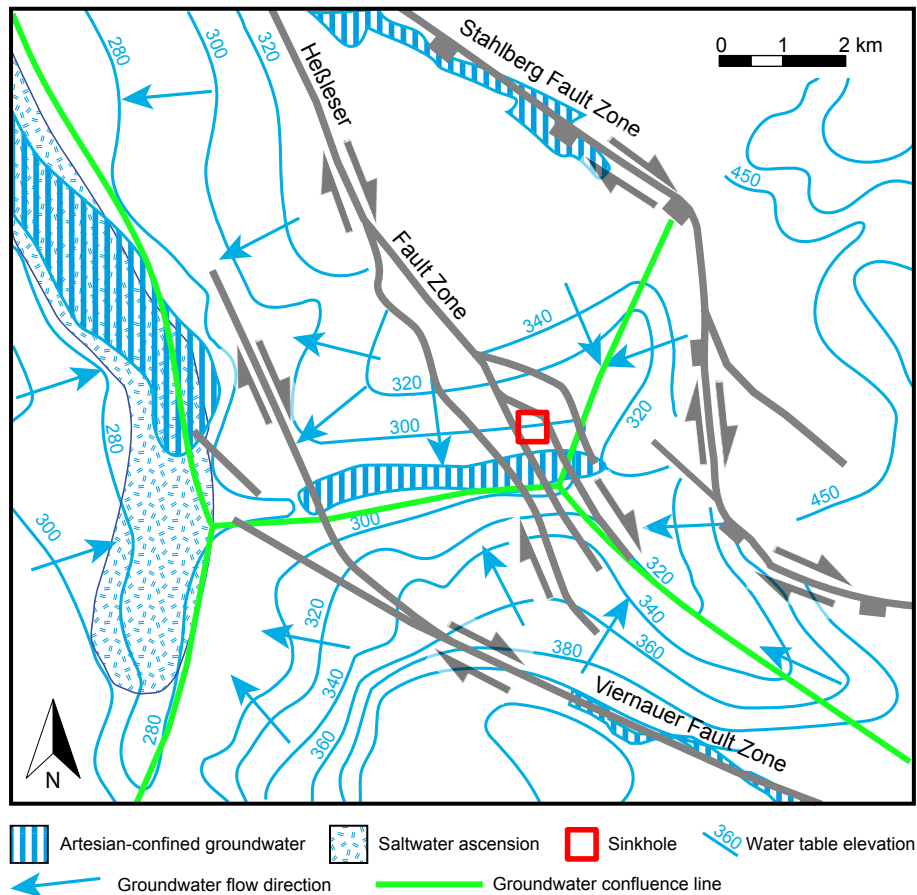 280
300
320
Heßleser
Stahlberg Fault Zone
0 1 2 km
450
Fault Zone
340
320
300
320
280
300
300
450
320
320
340
340
360
380
360
280
Viernauer Fault Zone
N
Artesian-confined groundwater
Saltwater ascension
Sinkhole
360
Water table elevation
Groundwater flow direction
Groundwater confluence line